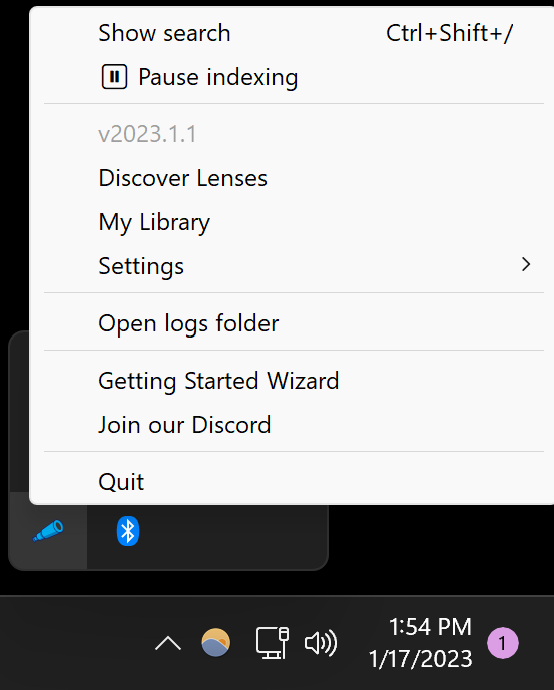 Show search Ctrl+Shift+/
Pause indexing
v2023.1.1
Discover Lenses
My Library
Settings
Open logs folder
Getting Started Wizard
Join our Discord
Quit
1:54 PM
1/17/2023
1